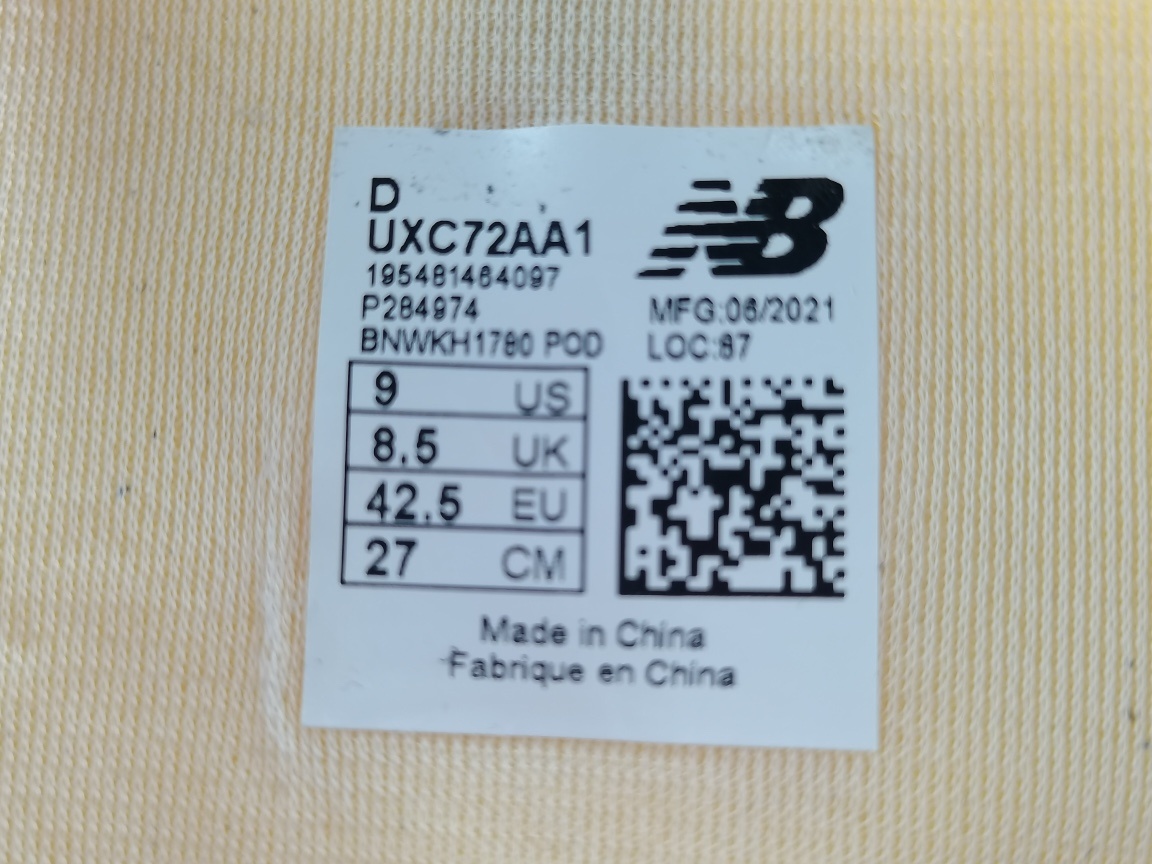 D
UXC72AA1
195481464097
P284974
BNWKH1780 POD
NB
MFG:06/2021
LOC:87
9 US
8.5 UK
42.5 EU
27 CM
Made in China
Fabrique en China